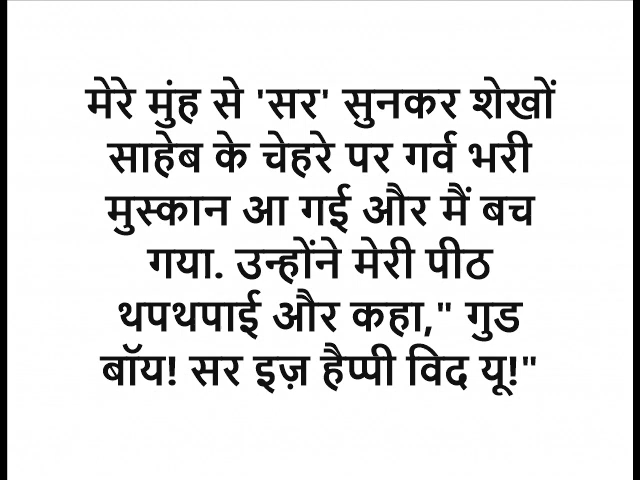 मेरे मुंह से 'सर' सुनकर शेखों
साहेब के चेहरे पर गर्व भरी
मुस्कान आ गई और मैं बच
गया. उन्होंने मेरी पीठ
थपथपाई और कहा," गुड
बॉय! सर इज़ हैप्पी विद यू!"